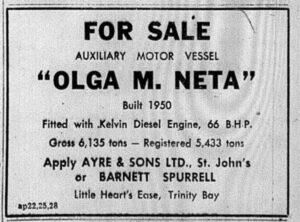 FOR SALE
AUXILIARY MOTOR VESSEL
"OLGA M. NETA"
Built 1950
Fitted with Kelvin Diesel Engine, 66 B.H.P.
Gross 6,135 tons — Registered 5,433 tons
Apply AYRE & SONS LTD., St. John's
or BARNETT SPURRELL
Little Heart's Ease, Trinity Bay
ap22,25,28